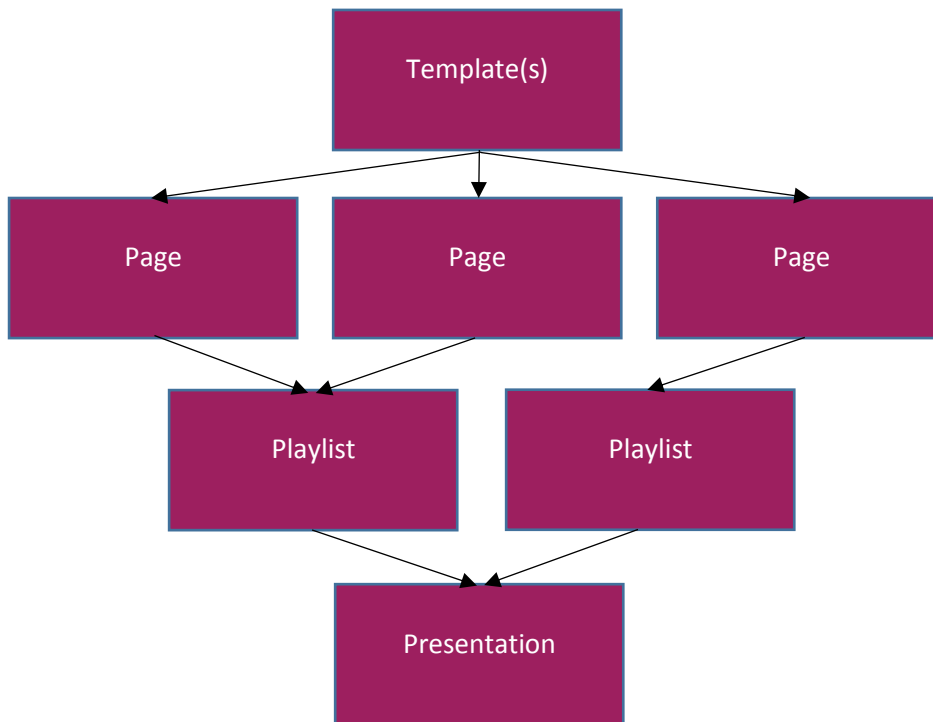 Template(s)
Page
Page
Page
Playlist
Playlist
Presentation